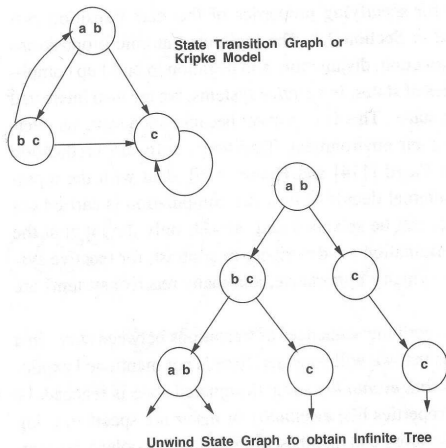 a b
State Transition Graph or
Kripke Model
b c
c
a b
b c
c
a b
c
c
Unwind State Graph to obtain Infinite Tree